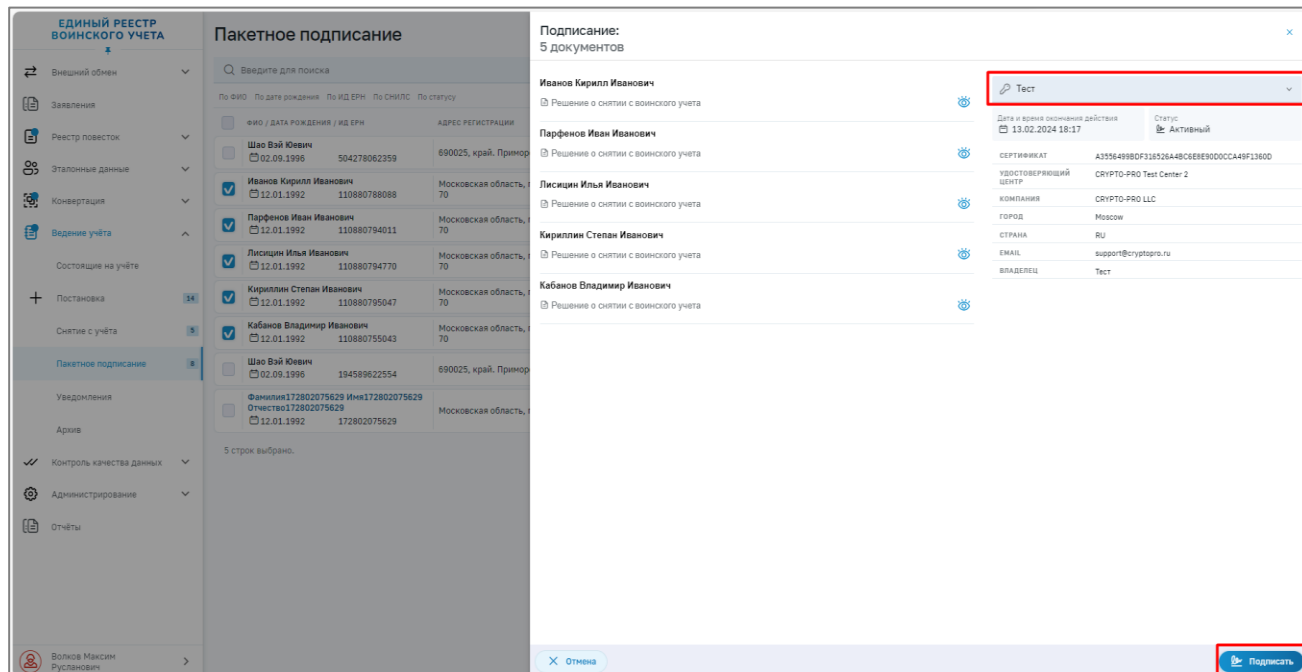 ЕДИНЫЙ РЕЕСТР
ВОИНСКОГО УЧЕТА
Внешний обмен
Заявления
Реестр повесток
Эталонные данные
Конвертация
Ведение учёта
Состоящие на учёте
Постановка 14
Снятие с учёта 5
Пакетное подписание 8
Уведомления
Архив
Контроль качества данных
Администрирование
Отчёты
Волков Максим
Русланович
Пакетное подписание
Введите для поиска
По ФИО По дате рождения По ИД ЕРН По СНИЛС По статусу
ФИО / ДАТА РОЖДЕНИЯ / ИД ЕРН АДРЕС РЕГИСТРАЦИИ
Шао Вэй Юевич
02.09.1996 504278062359 690025, край. Примор
Иванов Кирилл Иванович
12.01.1992 110880788088 Московская область, г
70
Парфенов Иван Иванович
12.01.1992 110880794011 Московская область, г
70
Лисицин Илья Иванович
12.01.1992 110880794770 Московская область, г
70
Кириллин Степан Иванович
12.01.1992 110880795047 Московская область, г
70
Кабанов Владимир Иванович
12.01.1992 110880755043 Московская область, г
70
Шао Вэй Юевич
02.09.1996 194589622554 690025, край. Примор
Фамилия172802075629 Имя172802075629
Отчество172802075629
12.01.1992 172802075629 Московская область, г
5 строк выбрано.
Подписание:
5 документов
Иванов Кирилл Иванович
Решение о снятии с воинского учета
Парфенов Иван Иванович
Решение о снятии с воинского учета
Лисицин Илья Иванович
Решение о снятии с воинского учета
Кириллин Степан Иванович
Решение о снятии с воинского учета
Кабанов Владимир Иванович
Решение о снятии с воинского учета
Тест
Дата и время окончания действия Статус
13.02.2024 18:17 Активный
СЕРТИФИКАТ A3556499BDF316526A4BC6E8E90D0CCA49F1360D
УДОСТОВЕРЯЮЩИЙ
ЦЕНТР CRYPTO-PRO Test Center 2
КОМПАНИЯ CRYPTO-PRO LLC
ГОРОД Moscow
СТРАНА RU
EMAIL support@cryptopro.ru
ВЛАДЕЛЕЦ Тест
Отмена
Подписать